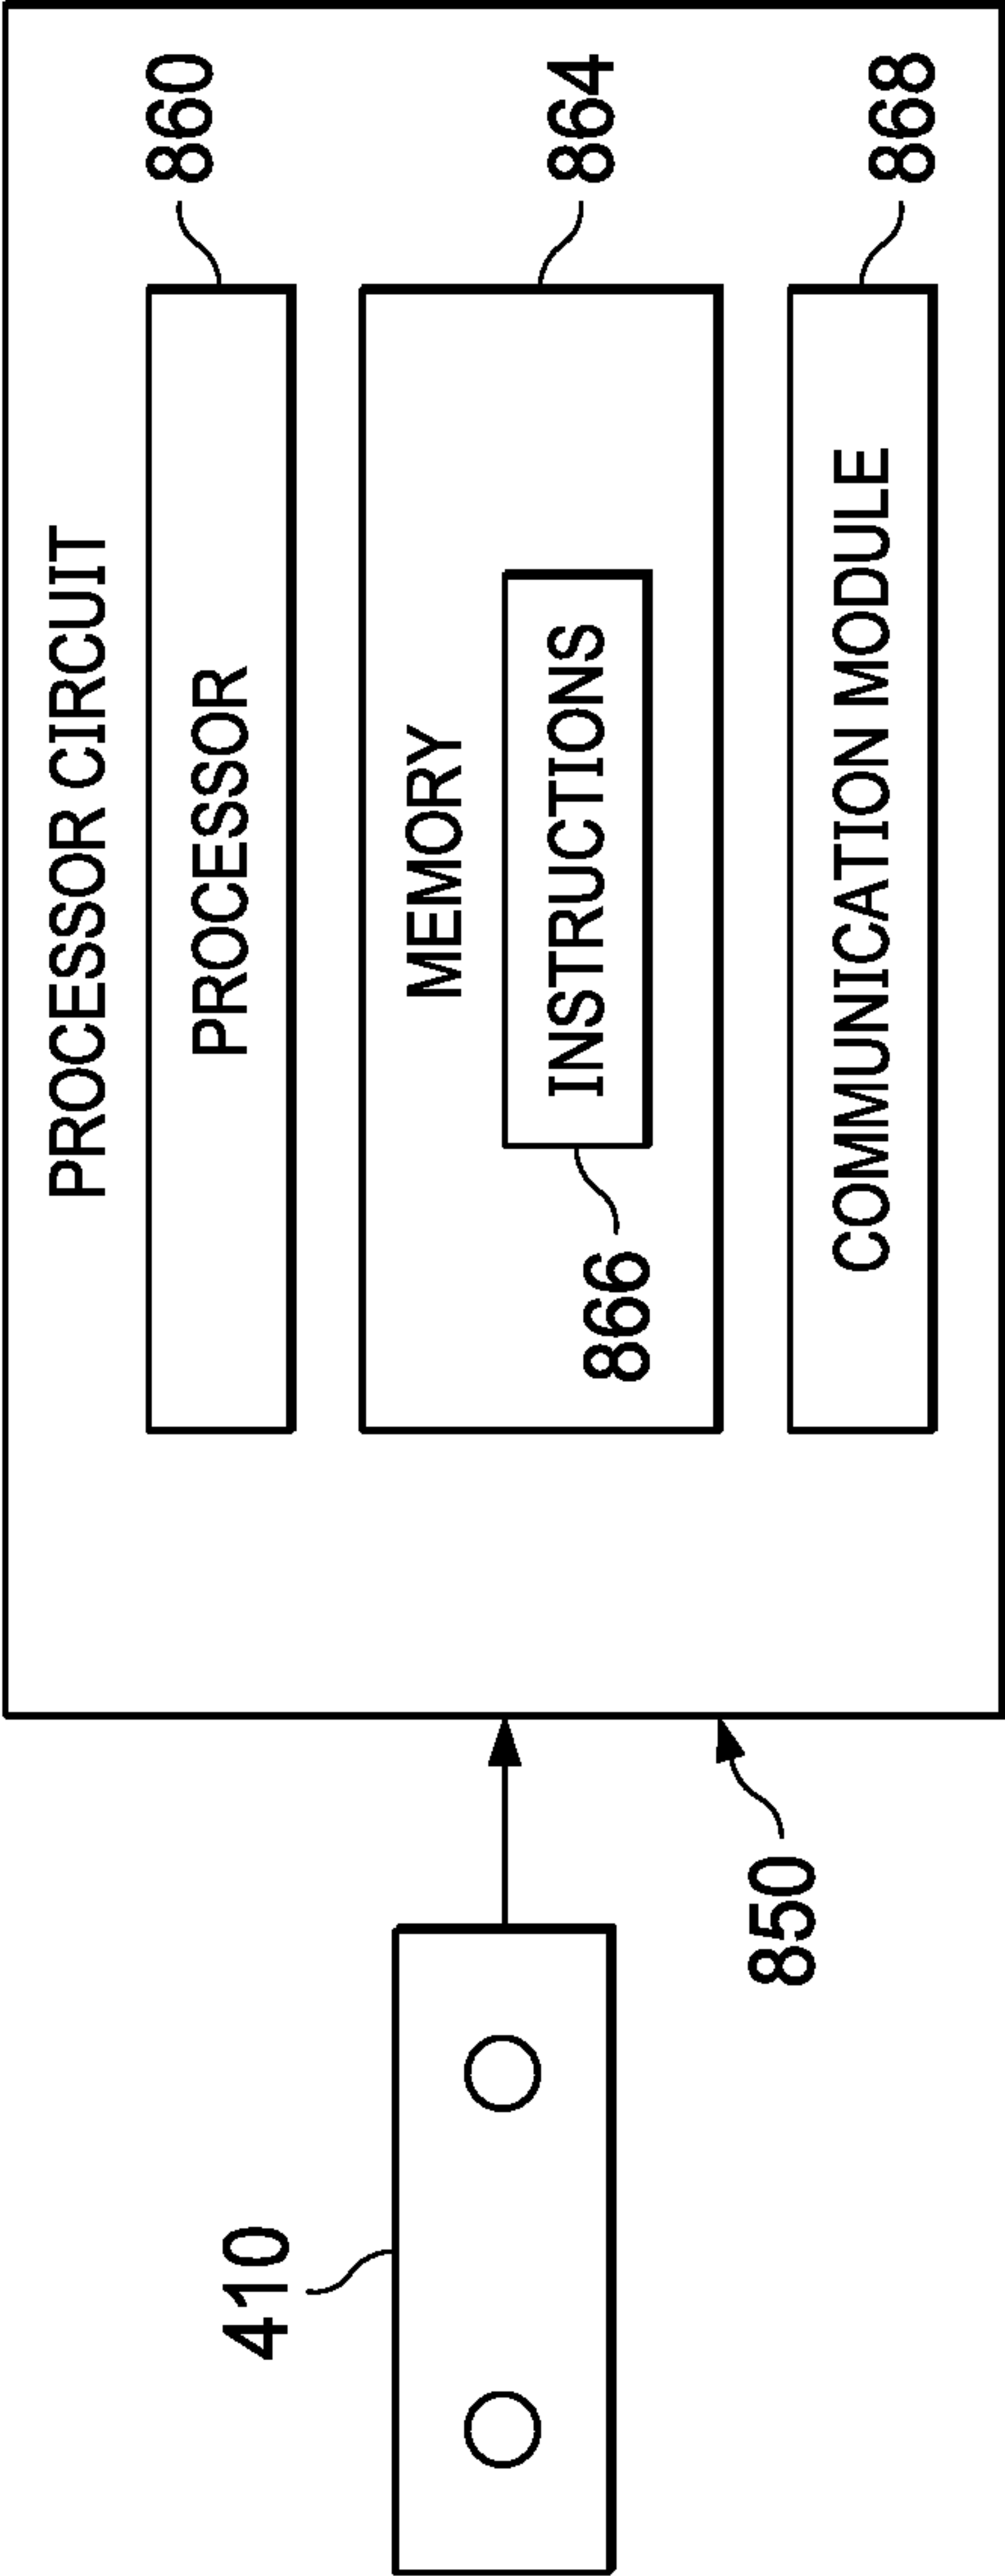 PROCESSOR CIRCUIT
PROCESSOR
860
MEMORY
864
INSTRUCTIONS
866
COMMUNICATION MODULE
868
410
850